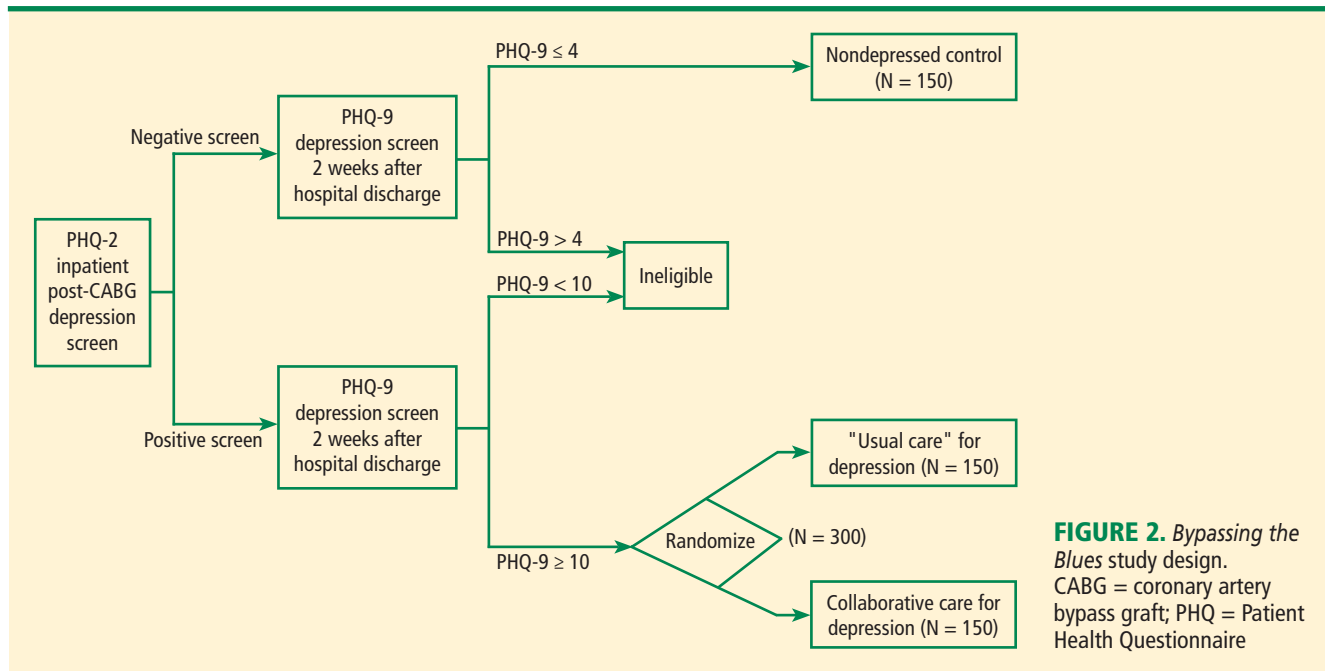 PHQ-2
inpatient
post-CABG
depression
screen
Negative screen
PHQ-9
depression screen
2 weeks after
hospital discharge
PHQ-9 ≤ 4
Nondepressed control
(N = 150)
PHQ-9 > 4
Ineligible
PHQ-9 < 10
Positive screen
PHQ-9
depression screen
2 weeks after
hospital discharge
PHQ-9 ≥ 10
Randomize
(N = 300)
"Usual care" for
depression (N = 150)
Collaborative care for
depression (N = 150)
FIGURE 2. Bypassing the
Blues study design.
CABG = coronary artery
bypass graft; PHQ = Patient
Health Questionnaire